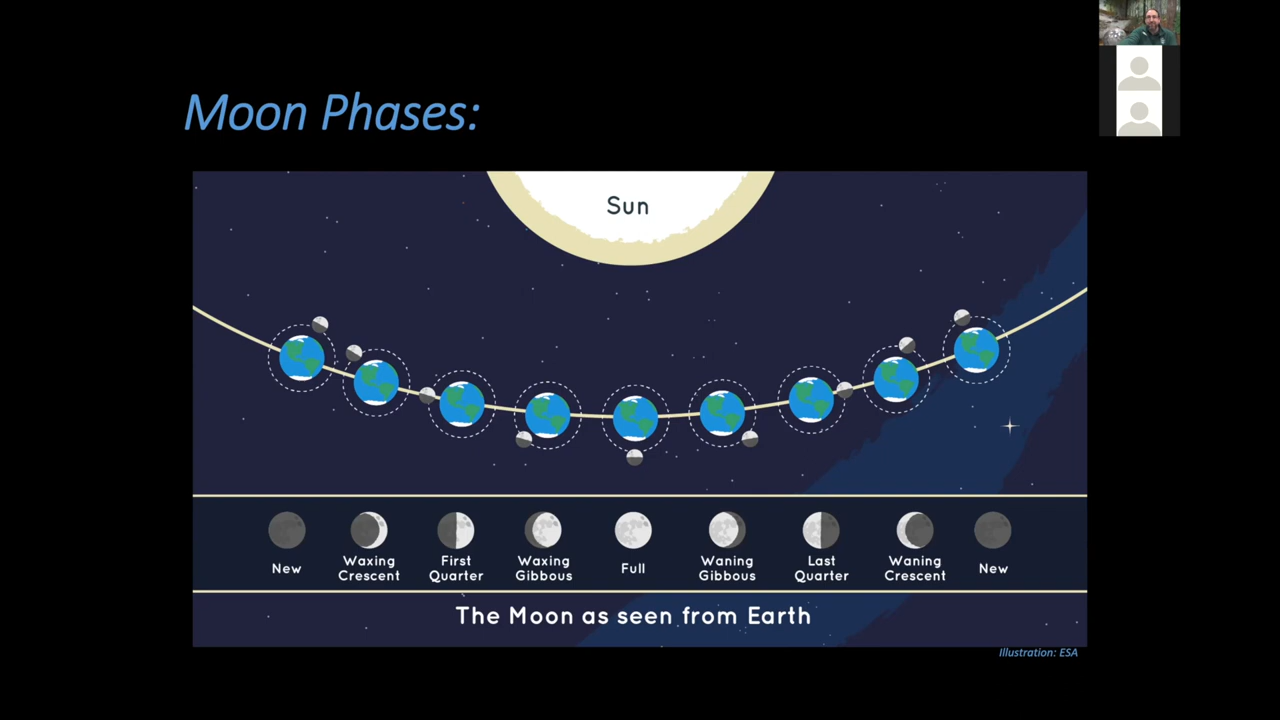 Moon Phases:
Sun
New
Waxing
Crescent
First
Quarter
Waxing
Gibbous
Full
Waning
Gibbous
Last
Quarter
Waning
Crescent
New
The Moon as seen from Earth
Illustration: ESA